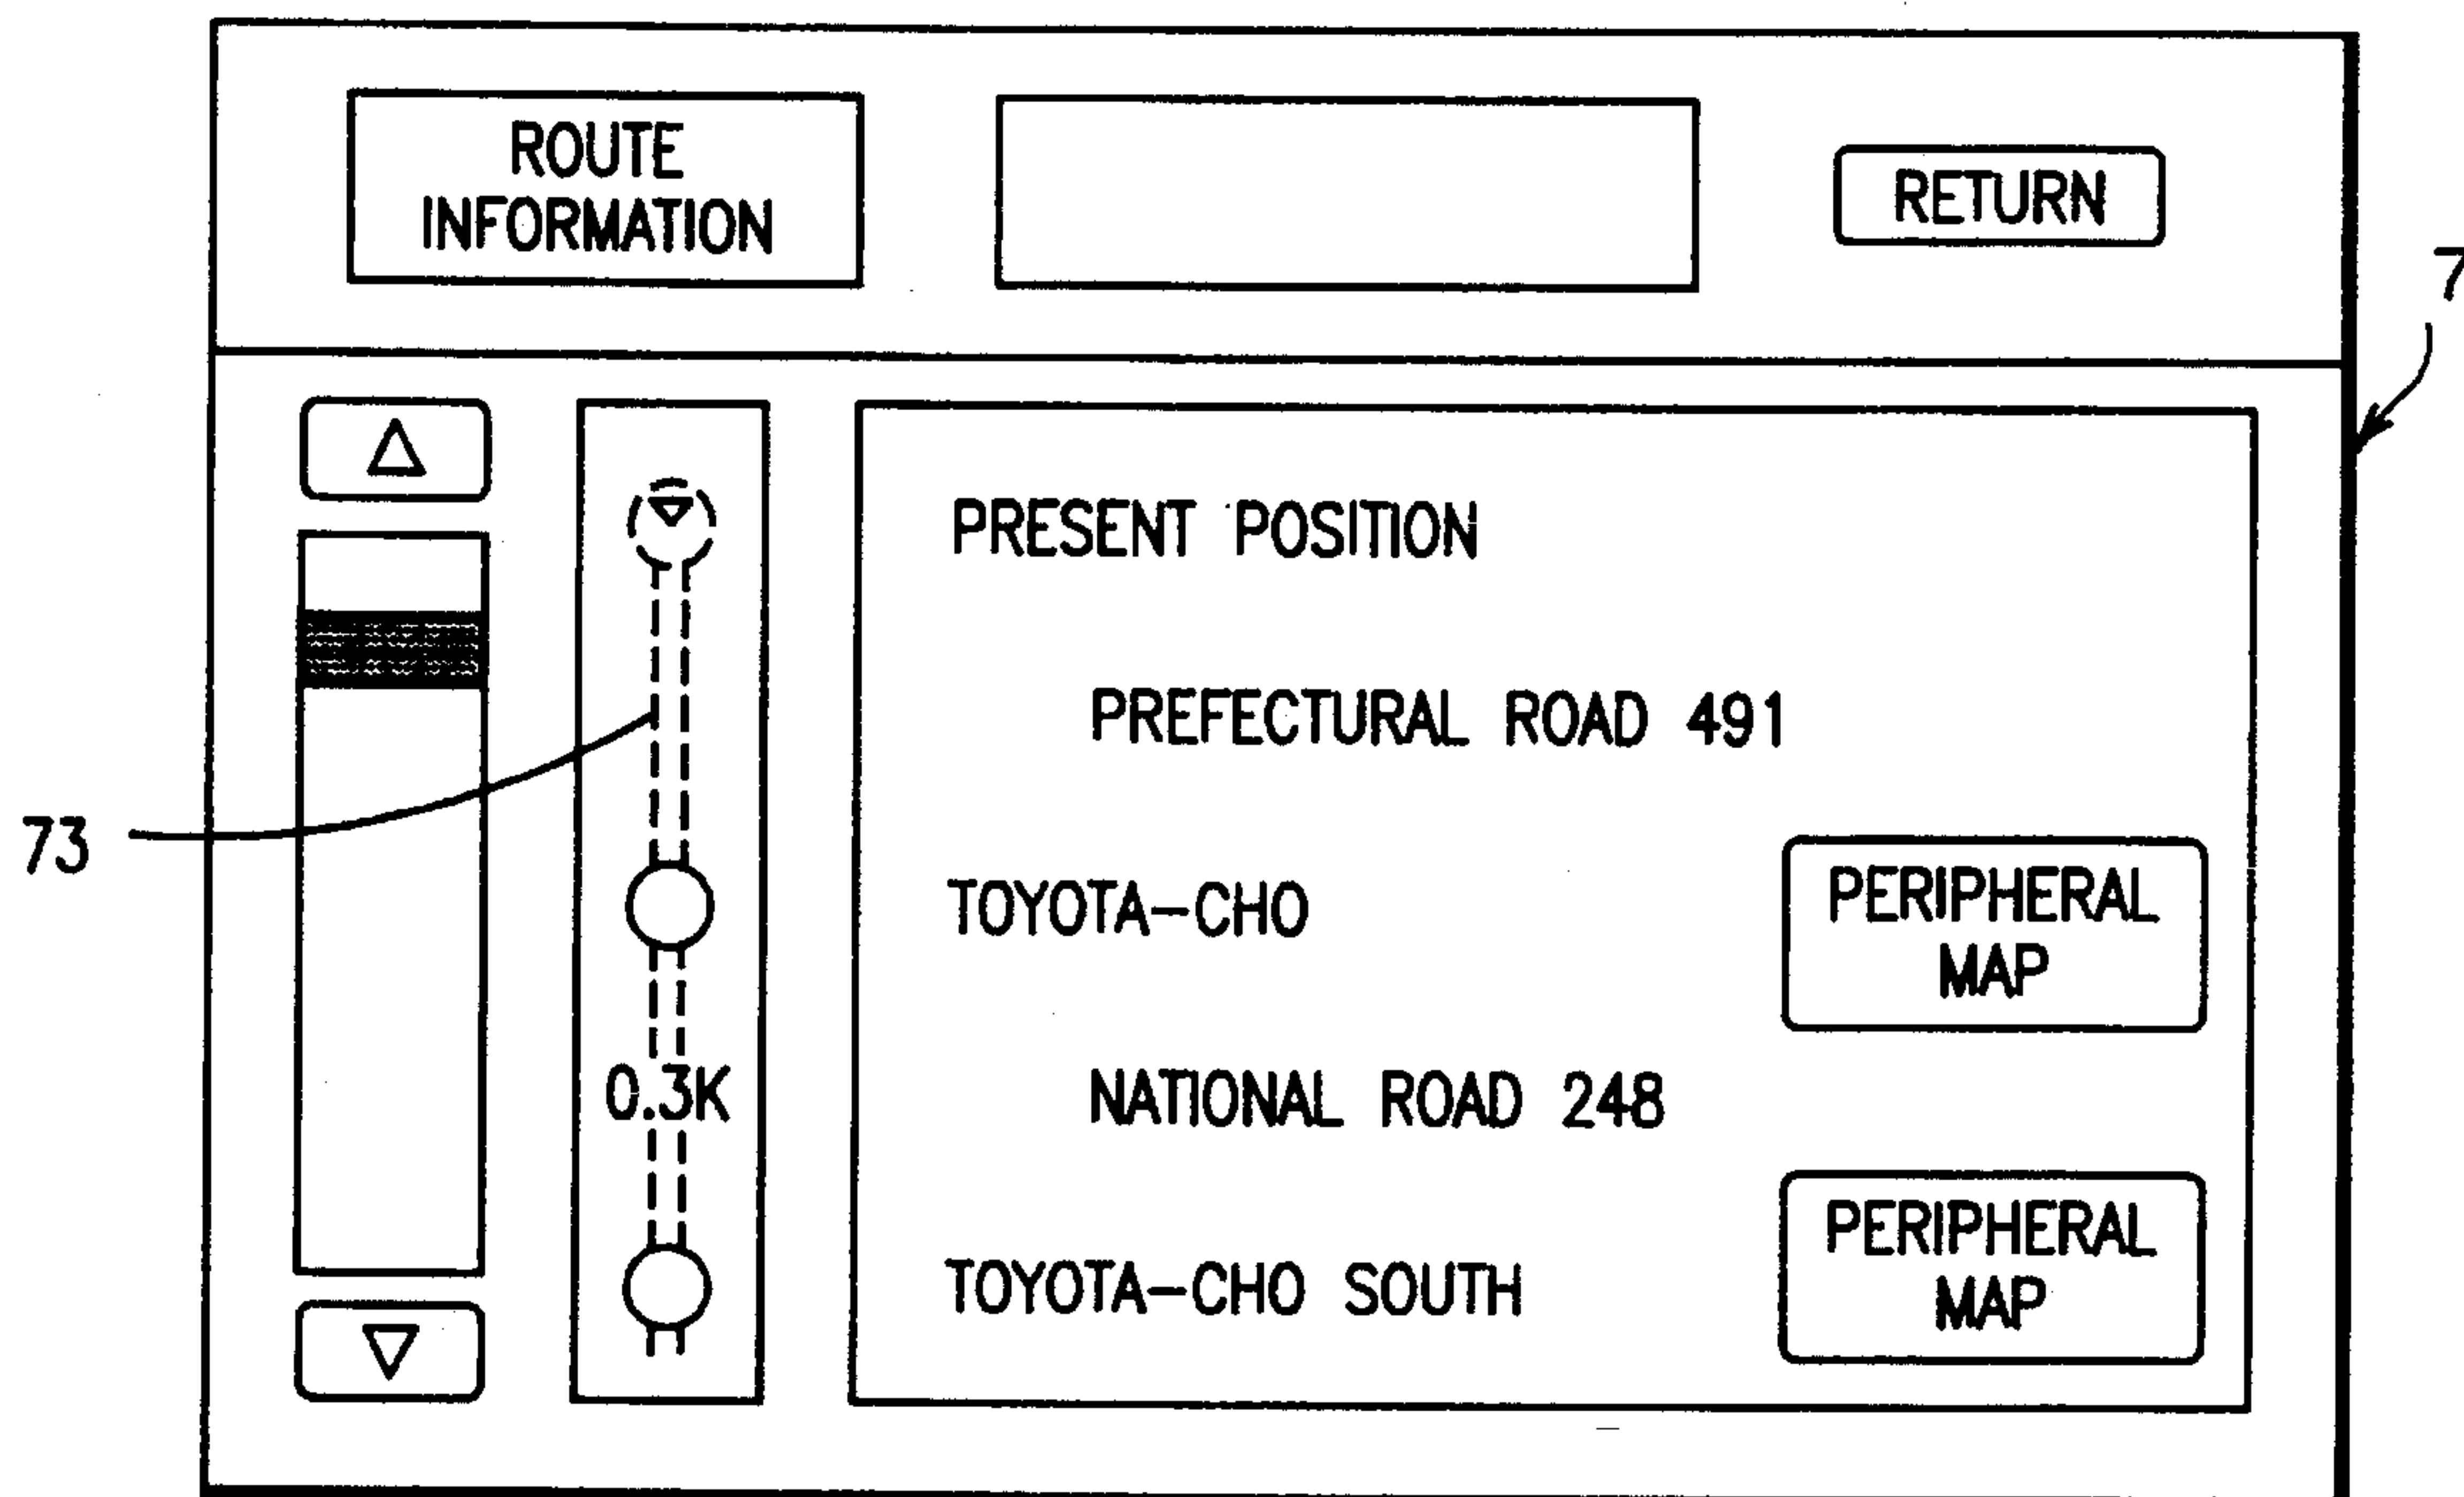 ROUTE
INFORMATION
RETURN
PRESENT POSITION
PREFECTURAL ROAD 491
73
TOYOTA-CHO
PERIPHERAL
MAP
0.3K
NATIONAL ROAD 248
TOYOTA-CHO SOUTH
PERIPHERAL
MAP